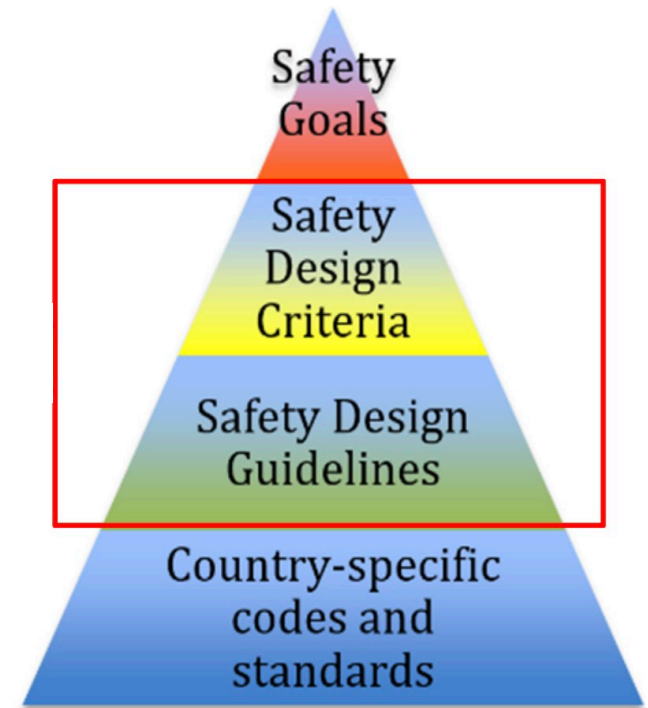 Safety
Goals
Safety
Design
Criteria
Safety Design
Guidelines
Country-specific
codes and
standards